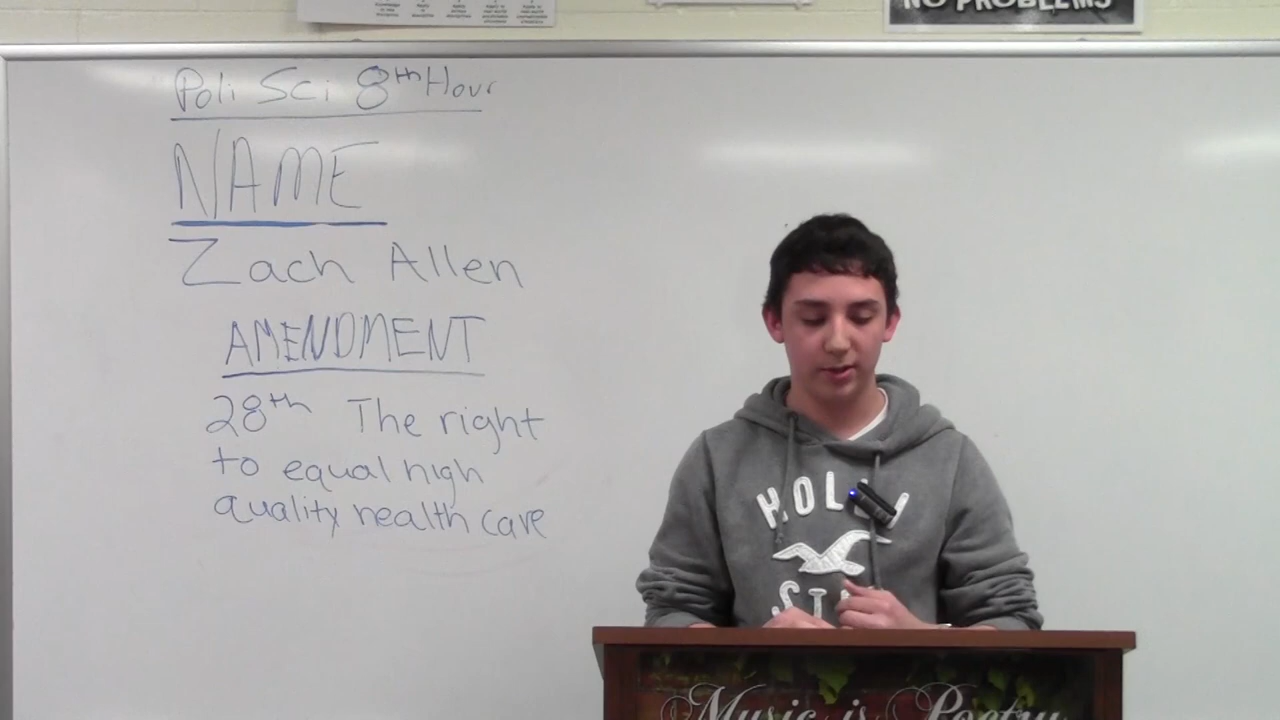 NO PROBLEMS
Poli Sci 8th Hour
NAME
Zach Allen
AMENDMENT
28th The right
to equal high
quality health care
HOLL
Music is Poetry